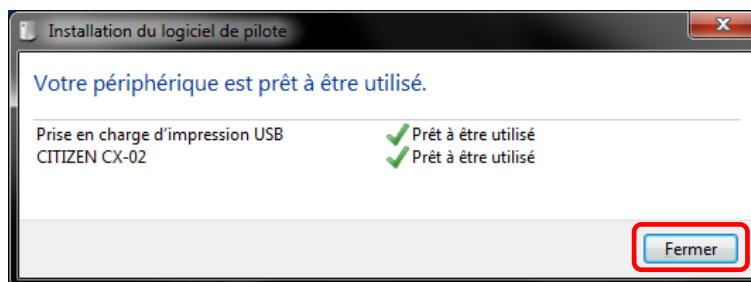 Installation du logiciel de pilote
Votre périphérique est prêt à être utilisé.
Prise en charge d'impression USB Prêt à être utilisé
CITIZEN CX-02 Prêt à être utilisé
Fermer